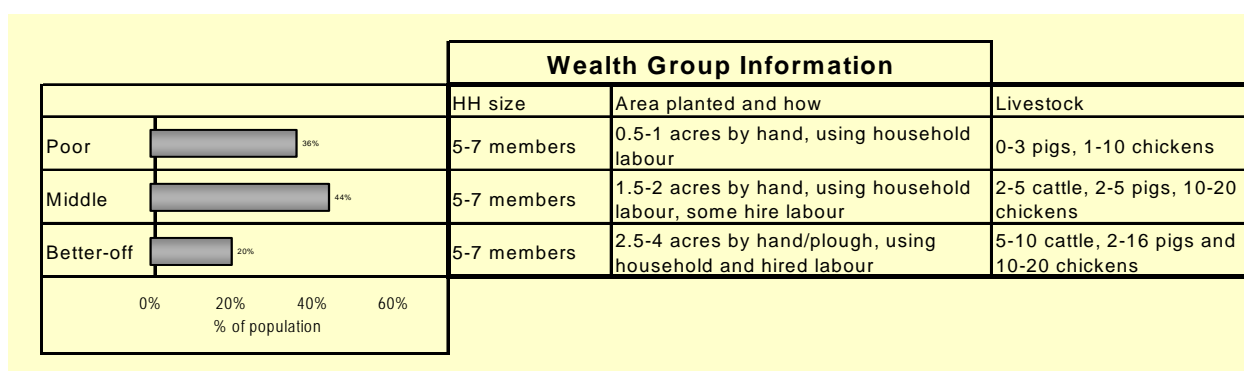 Wealth Group Information
HH size
Area planted and how
Livestock
Poor
36%
5-7 members
0.5-1 acres by hand, using household
labour
0-3 pigs, 1-10 chickens
Middle
44%
5-7 members
1.5-2 acres by hand, using household
labour, some hire labour
2-5 cattle, 2-5 pigs, 10-20
chickens
Better-off
20%
5-7 members
2.5-4 acres by hand/plough, using
household and hired labour
5-10 cattle, 2-16 pigs and
10-20 chickens
0% 20% 40% 60%
% of population